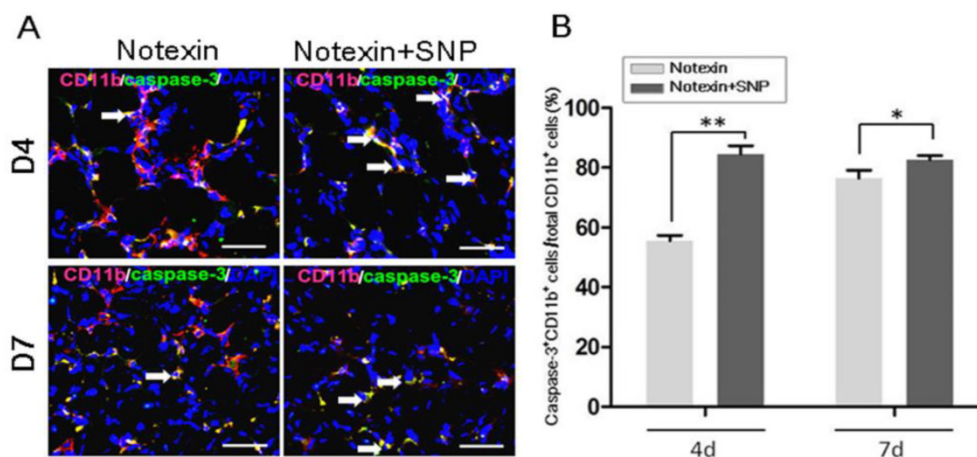 A
Notexin
Notexin+SNP
D4
CD11b/caspase-3/DAPI
CD11b/caspase-3/DAPI
D7
CD11b/caspase-3/DAPI
CD11b/caspase-3/DAPI
B
Notexin
Notexin+SNP
Caspase-3⁺CD11b⁺ cells/total CD11b⁺ cells (%)
100
80
60
40
20
0
**
*
4d
7d